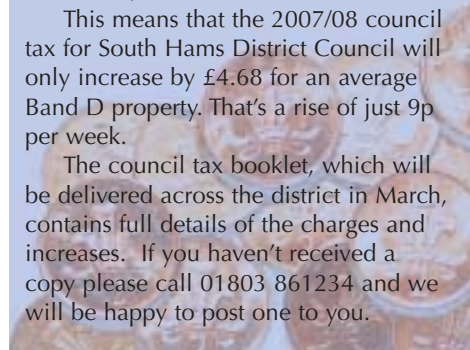 This means that the 2007/08 council
tax for South Hams District Council will
only increase by £4.68 for an average
Band D property. That's a rise of just 9p
per week.
The council tax booklet, which will
be delivered across the district in March,
contains full details of the charges and
increases.  If you haven't received a
copy please call 01803 861234 and we
will be happy to post one to you.